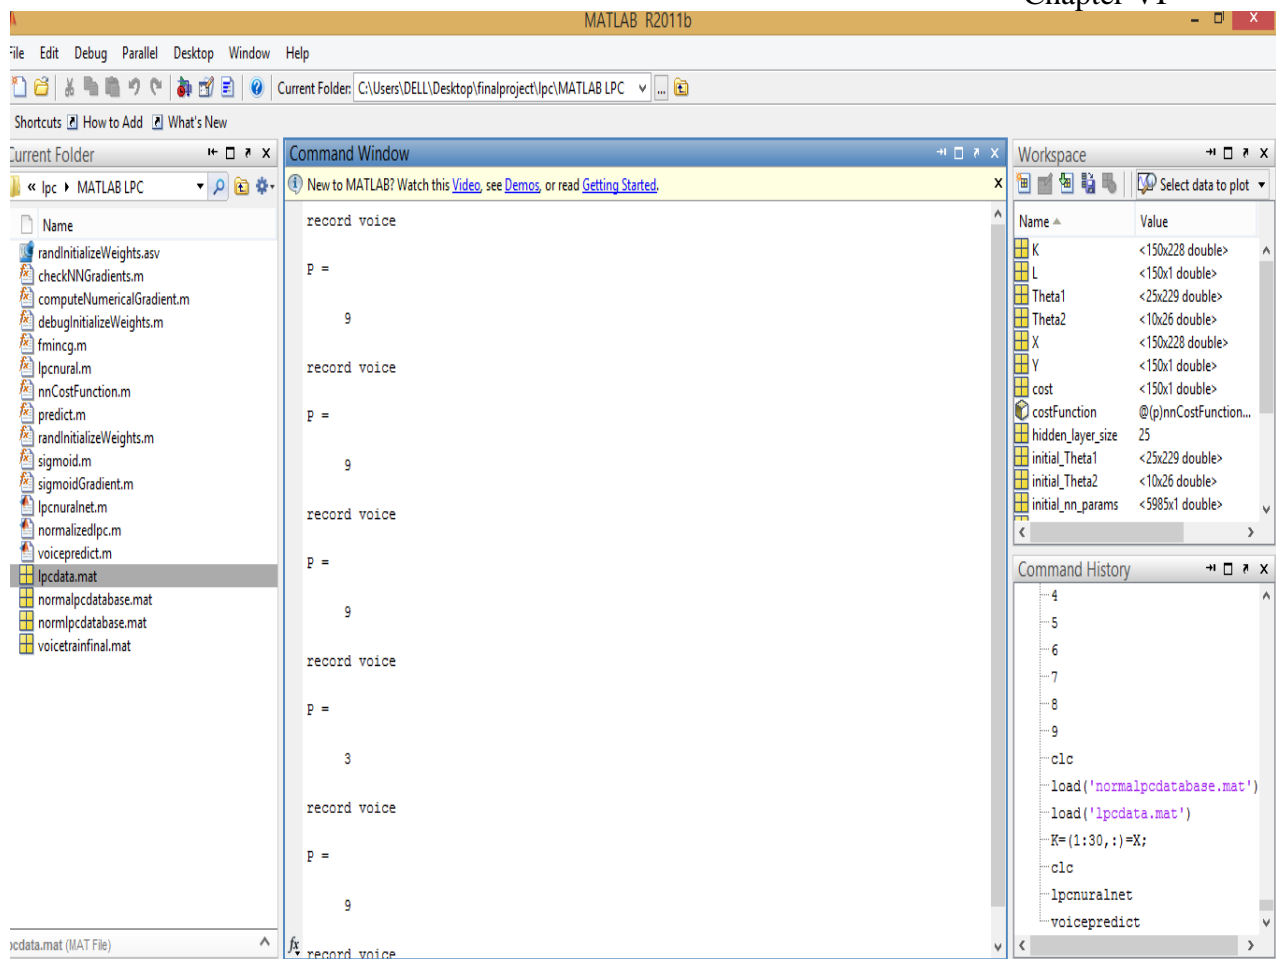 Chapter VI
MATLAB R2011b
File Edit Debug Parallel Desktop Window Help
Current Folder: C:\Users\DELL\Desktop\finalproject\lpc\MATLAB LPC
Shortcuts How to Add What's New
Current Folder
« lpc MATLAB LPC
Name
randInitializeWeights.asv
checkNNGradients.m
computeNumericalGradient.m
debugInitializeWeights.m
fmincg.m
lpcnural.m
nnCostFunction.m
predict.m
randInitializeWeights.m
sigmoid.m
sigmoidGradient.m
lpcnuralnet.m
normalizedlpc.m
voicepredict.m
lpcdata.mat
normalpcdatabase.mat
normlpcdatabase.mat
voicetrainfinal.mat
lpcdata.mat (MAT File)
Command Window
New to MATLAB? Watch this Video, see Demos, or read Getting Started.
record voice
P =
9
record voice
P =
9
record voice
P =
9
record voice
P =
3
record voice
P =
9
fx record voice
Workspace
Select data to plot
Name Value
K <150x228 double>
L <150x1 double>
Theta1 <25x229 double>
Theta2 <10x26 double>
X <150x228 double>
Y <150x1 double>
cost <150x1 double>
costFunction @(p)nnCostFunction...
hidden_layer_size 25
initial_Theta1 <25x229 double>
initial_Theta2 <10x26 double>
initial_nn_params <5985x1 double>
Command History
4
5
6
7
8
9
clc
load('normalpcdatabase.mat')
load('lpcdata.mat')
K=(1:30,:)=X;
clc
lpcnuralnet
voicepredict